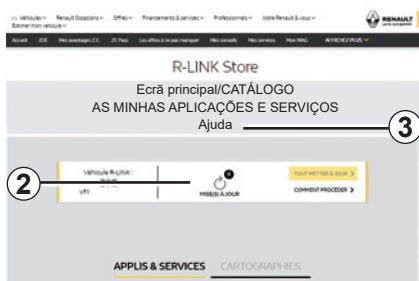 Véhicules Renault Occasions Offres Financements & services Professionnels Votre Renault & vous
Estimer mon véhicule
RENAULT
Accueil ZOE Mes avantages Z.E. ZE Pass Les offres à ne pas manquer Mes conseils Mes services Mon MAG AFFICHEZ PLUS
R-LINK Store
Ecrã principal/CATÁLOGO
AS MINHAS APLICAÇÕES E SERVIÇOS
Ajuda
3
2
Véhicule R-LINK :
MISE(S) À JOUR
TOUT METTRE À JOUR
COMMENT PROCÉDER
APPLIS & SERVICES CARTOGRAPHIES